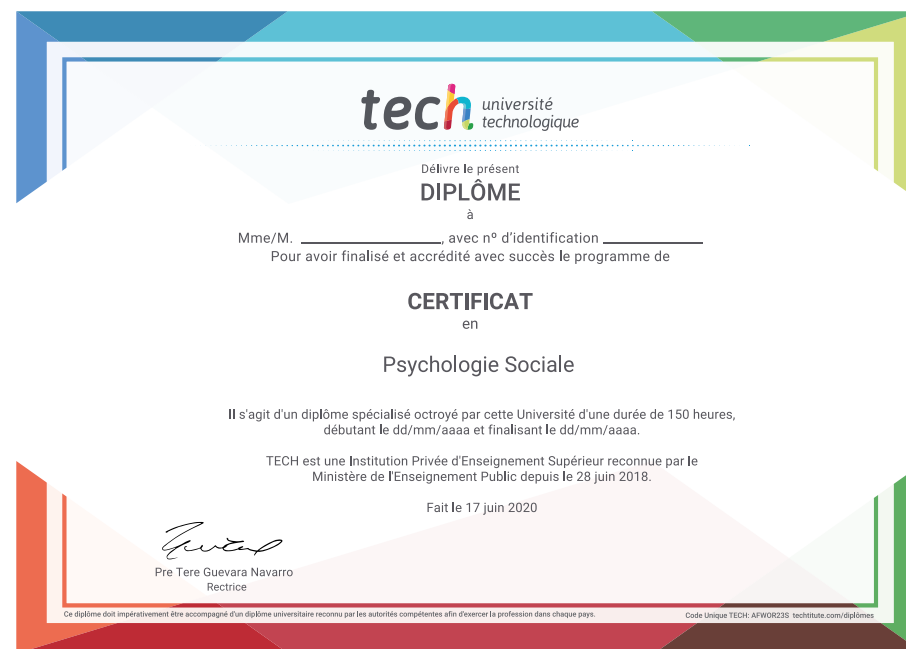 tech université
technologique
Délivre le présent
DIPLÔME
à
Mme/M. ____________________, avec nº d'identification ______________
Pour avoir finalisé et accrédité avec succès le programme de
CERTIFICAT
en
Psychologie Sociale
Il s'agit d'un diplôme spécialisé octroyé par cette Université d'une durée de 150 heures,
débutant le dd/mm/aaaa et finalisant le dd/mm/aaaa.
TECH est une Institution Privée d'Enseignement Supérieur reconnue par le
Ministère de l'Enseignement Public depuis le 28 juin 2018.
Fait le 17 juin 2020
Pre Tere Guevara Navarro
Rectrice
Ce diplôme doit impérativement être accompagné d'un diplôme universitaire reconnu par les autorités compétentes afin d'exercer la profession dans chaque pays.
Code Unique TECH: AFWOR23S techtitute.com/diplômes